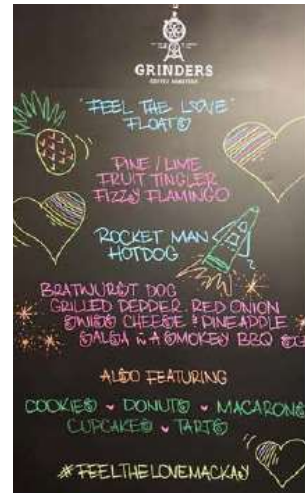 GRINDERS
COFFEE ROASTERS
"FEEL THE LOVE"
FLOATS
PINE / LIME
FRUIT TINGLER
FIZZY FLAMINGO
ROCKET MAN
HOTDOG
BRATWURST DOG
GRILLED PEPPER, RED ONION
SWISS CHEESE & PINEAPPLE
SALSA IN A SMOKEY BBQ
ALSO FEATURING
COOKIES DONUTS MACARONS
CUPCAKES TARTS
#FEELTHELOVEMACKAY